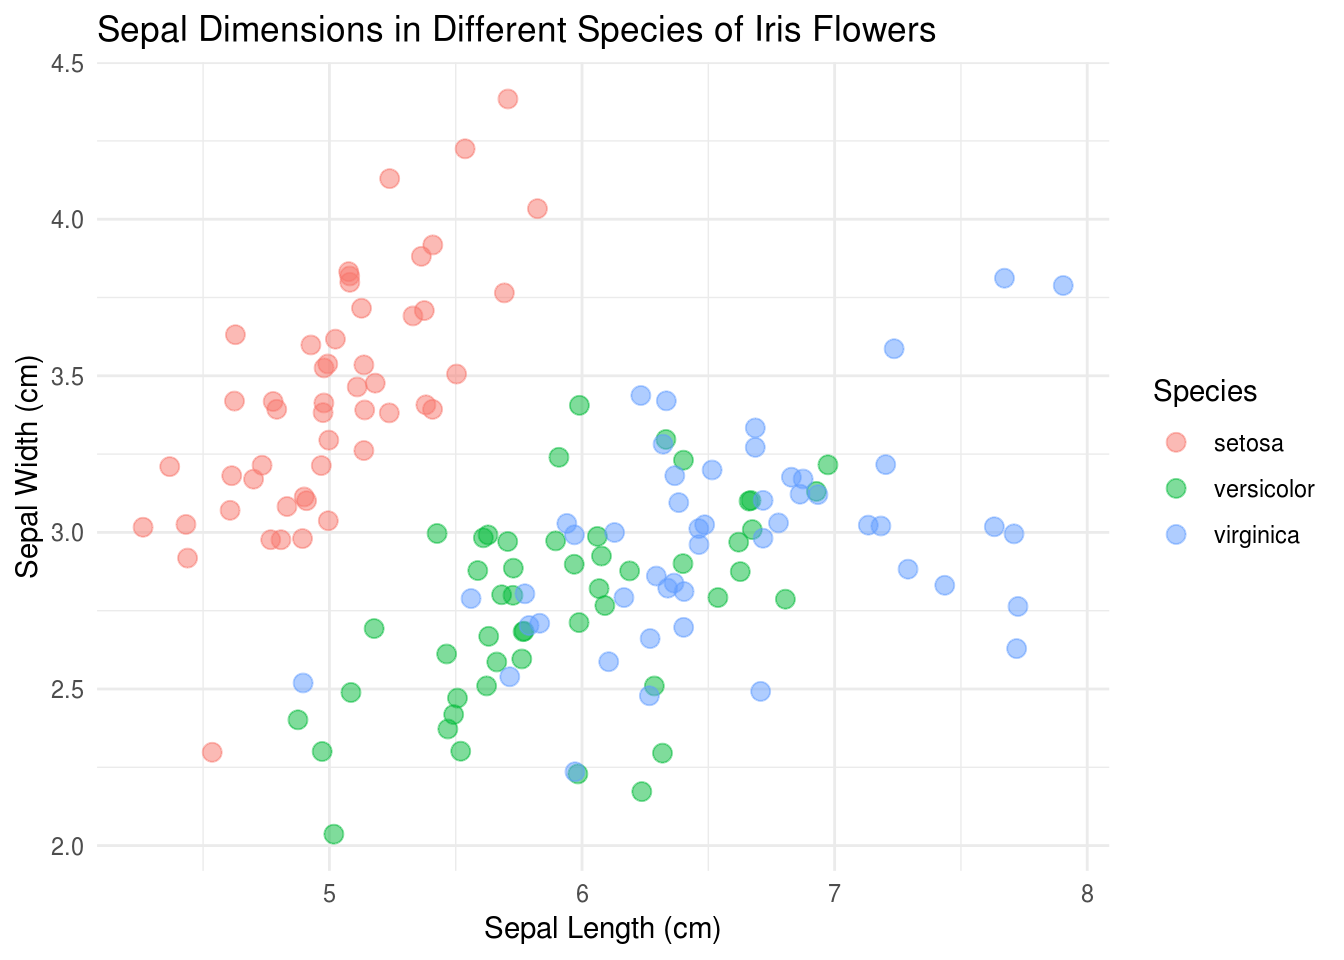 Sepal Dimensions in Different Species of Iris Flowers
4.5
4.0
3.5
3.0
2.5
2.0
Sepal Width (cm)
5 6 7 8
Sepal Length (cm)
Species
setosa
versicolor
virginica